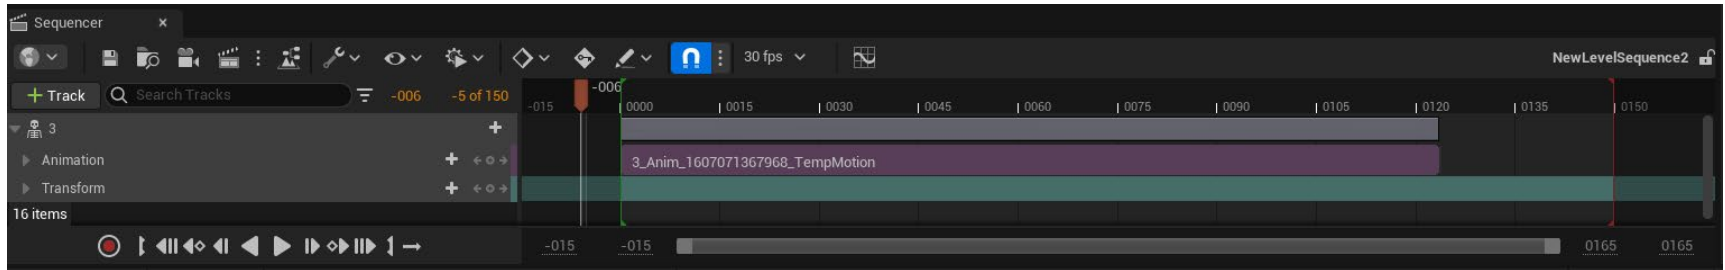 Sequencer ×
30 fps
NewLevelSequence2
+ Track Search Tracks -006 -5 of 150
-006
-015 0000 0015 0030 0045 0060 0075 0090 0105 0120 0135 0150
3
Animation
3_Anim_1607071367968_TempMotion
Transform
16 items
-015 -015 0165 0165